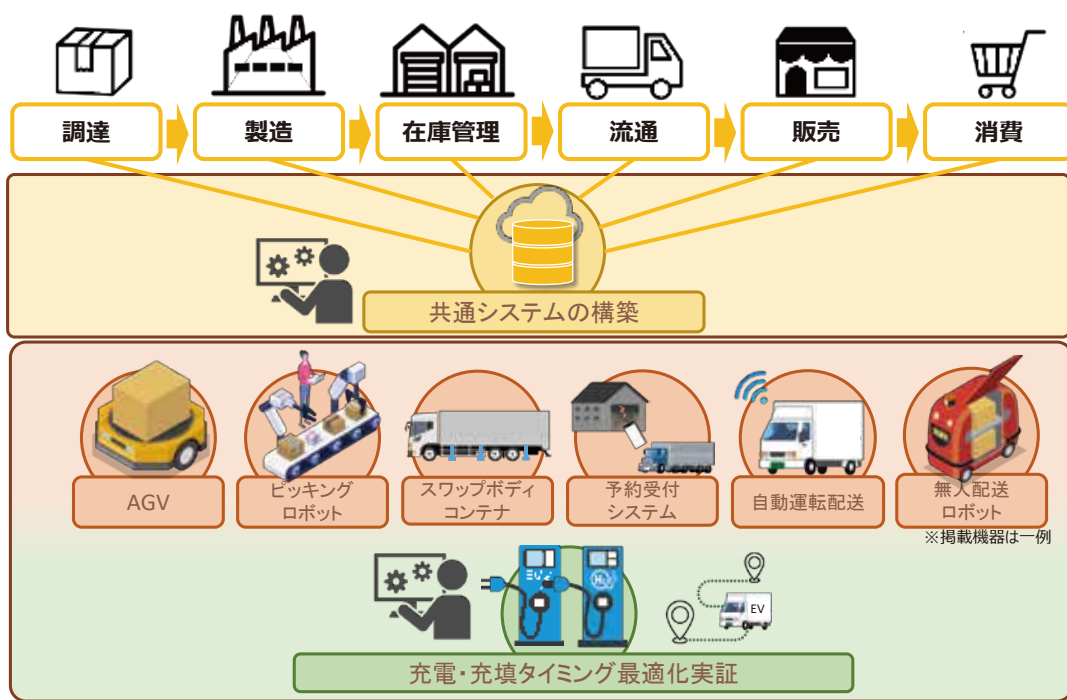 調達
製造
在庫管理
流通
販売
消費
共通システムの構築
AGV
ピッキング
ロボット
スワップボディ
コンテナ
予約受付
システム
自動運転配送
無人配送
ロボット
※掲載機器は一例
EV
H₂
EV
充電・充填タイミング最適化実証